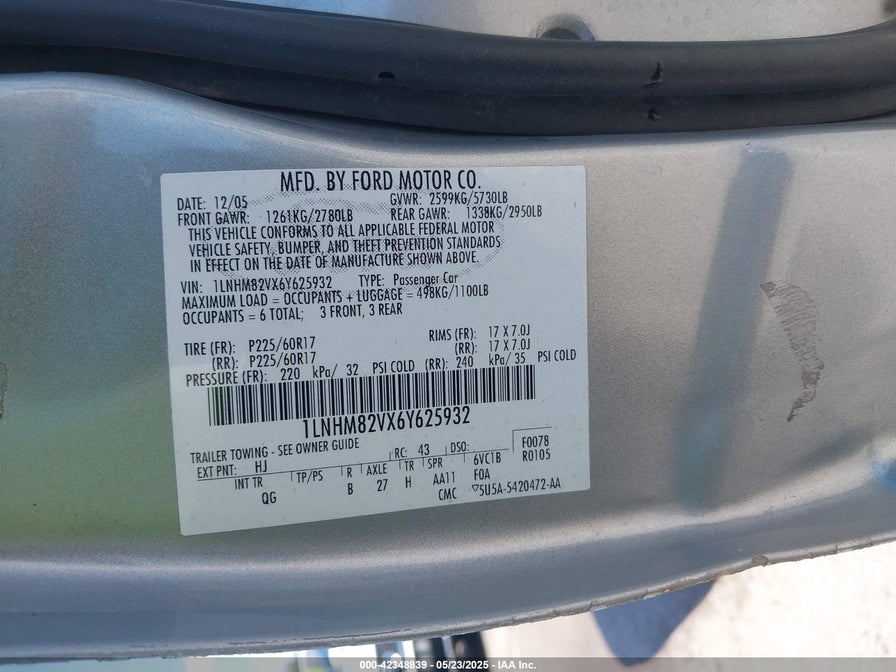 MFD. BY FORD MOTOR CO.
DATE: 12/05 GVWR: 2599KG/5730LB
FRONT GAWR: 1261KG/2780LB REAR GAWR: 1338KG/2950LB
THIS VEHICLE CONFORMS TO ALL APPLICABLE FEDERAL MOTOR
VEHICLE SAFETY, BUMPER, AND THEFT PREVENTION STANDARDS
IN EFFECT ON THE DATE OF MANUFACTURE SHOWN ABOVE.
VIN: 1LNHM82VX6Y625932 TYPE: Passenger Car
MAXIMUM LOAD = OCCUPANTS + LUGGAGE = 498KG/1100LB
OCCUPANTS = 6 TOTAL; 3 FRONT, 3 REAR
TIRE (FR): P225/60R17 RIMS (FR): 17 X 7.0J
(RR): P225/60R17 (RR): 17 X 7.0J
PRESSURE (FR): 220 kPa/ 32 PSI COLD (RR): 240 kPa/ 35 PSI COLD
1LNHM82VX6Y625932
TRAILER TOWING - SEE OWNER GUIDE RC: 43 DSO: F0078
EXT PNT: HJ R0105
INT TR TP/PS R AXLE TR SPR 6VC1B
QG B 27 H AA11 F0A
CMC ▽5U5A-5420472-AA
000-42348839 - 05/23/2025 - IAA Inc.